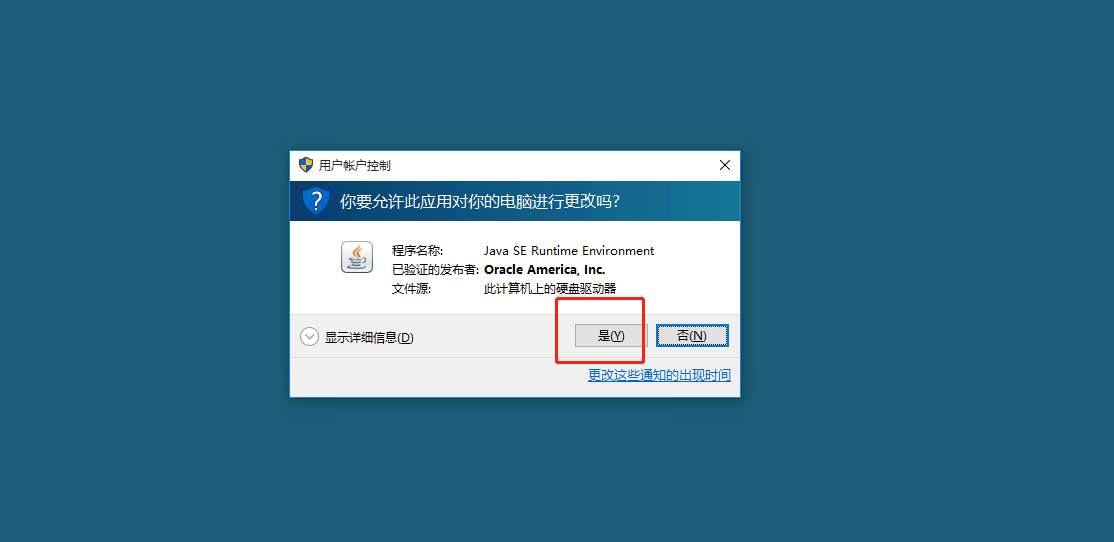 用户帐户控制
你要允许此应用对你的电脑进行更改吗?
程序名称: Java SE Runtime Environment
已验证的发布者: Oracle America, Inc.
文件源: 此计算机上的硬盘驱动器
显示详细信息(D) 是(Y) 否(N)
更改这些通知的出现时间